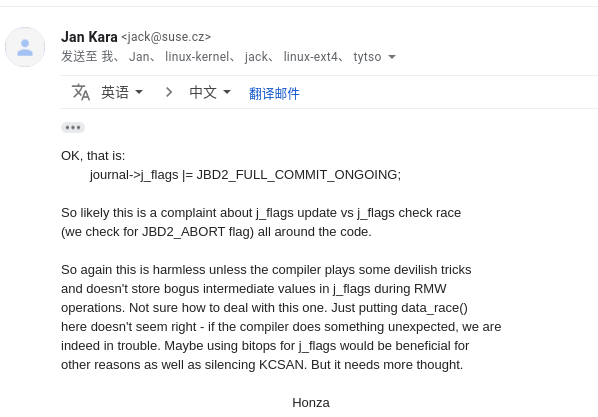 Jan Kara <jack@suse.cz>
发送至 我、 Jan、 linux-kernel、 jack、 linux-ext4、 tytso
英语 > 中文 翻译邮件
OK, that is:
journal->j_flags |= JBD2_FULL_COMMIT_ONGOING;
So likely this is a complaint about j_flags update vs j_flags check race
(we check for JBD2_ABORT flag) all around the code.
So again this is harmless unless the compiler plays some devilish tricks
and doesn't store bogus intermediate values in j_flags during RMW
operations. Not sure how to deal with this one. Just putting data_race()
here doesn't seem right - if the compiler does something unexpected, we are
indeed in trouble. Maybe using bitops for j_flags would be beneficial for
other reasons as well as silencing KCSAN. But it needs more thought.
Honza